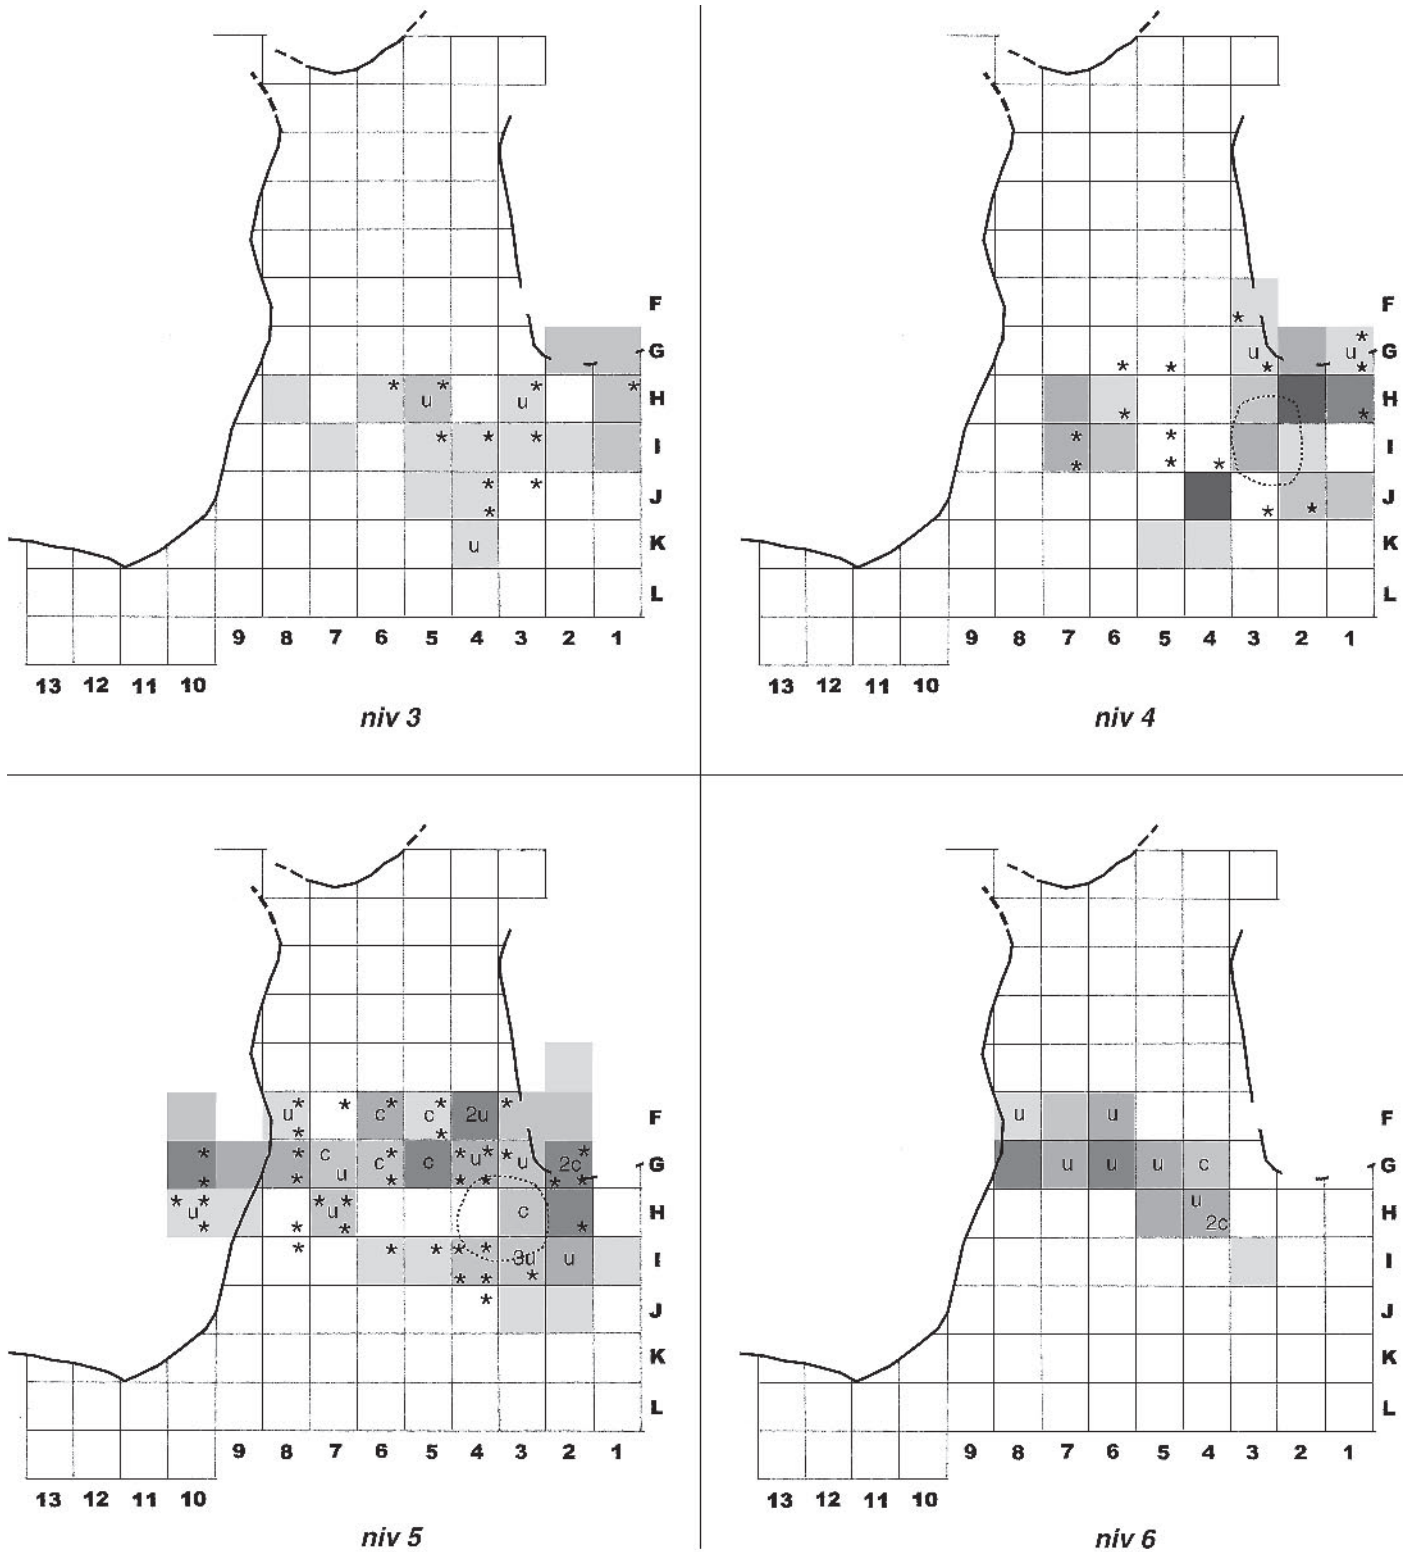 F
* * * * G
* * u u H
* * * I
* * J
*
u K
L
9 8 7 6 5 4 3 2 1
13 12 11 10
niv 3
* F
* u u G
* * * *
* * H
* * I
* * *
* * J
K
L
9 8 7 6 5 4 3 2 1
13 12 11 10
niv 4
u * * c * c * 2u * F
* *
* * c u c * c * u * * u 2c * G
* * * * * * *
* * u * u * c H
* * * *
* * * * * 3u u I
* * *
* J
K
L
9 8 7 6 5 4 3 2 1
13 12 11 10
niv 5
u u F
u u u c G
u 2c H
I
J
K
L
9 8 7 6 5 4 3 2 1
13 12 11 10
niv 6